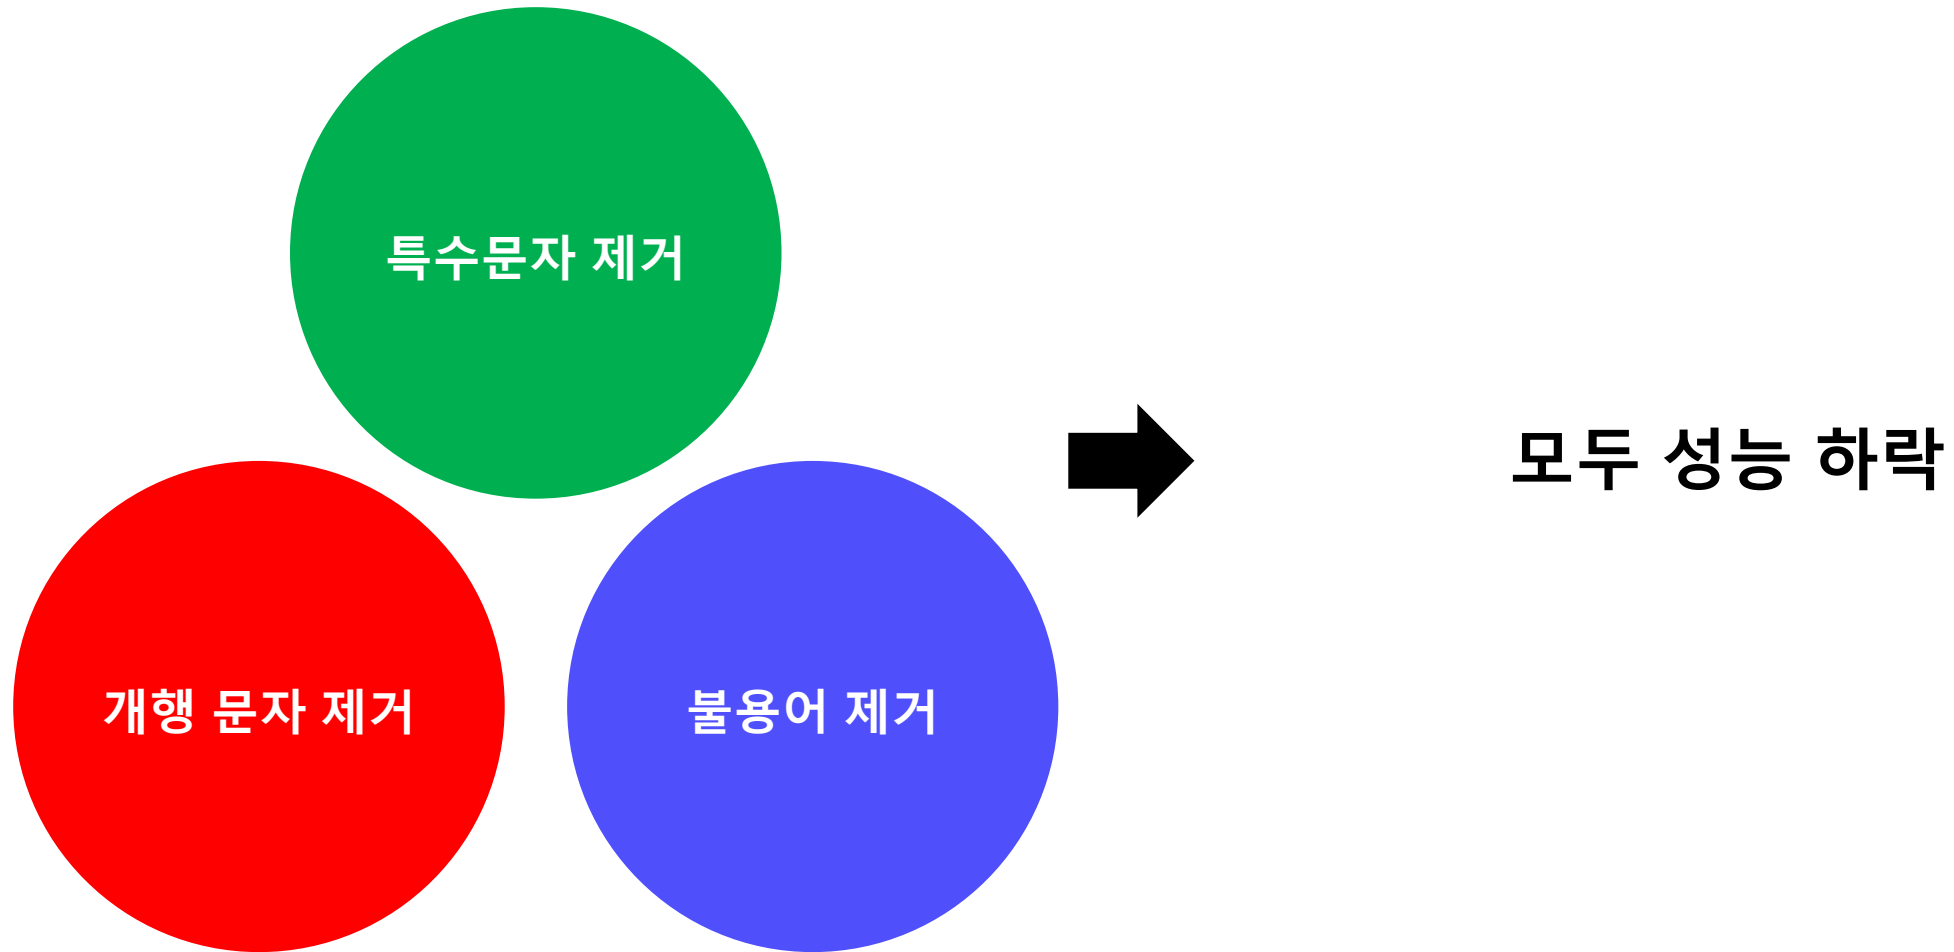 특수문자 제거
모두 성능 하락
개행 문자 제거
불용어 제거